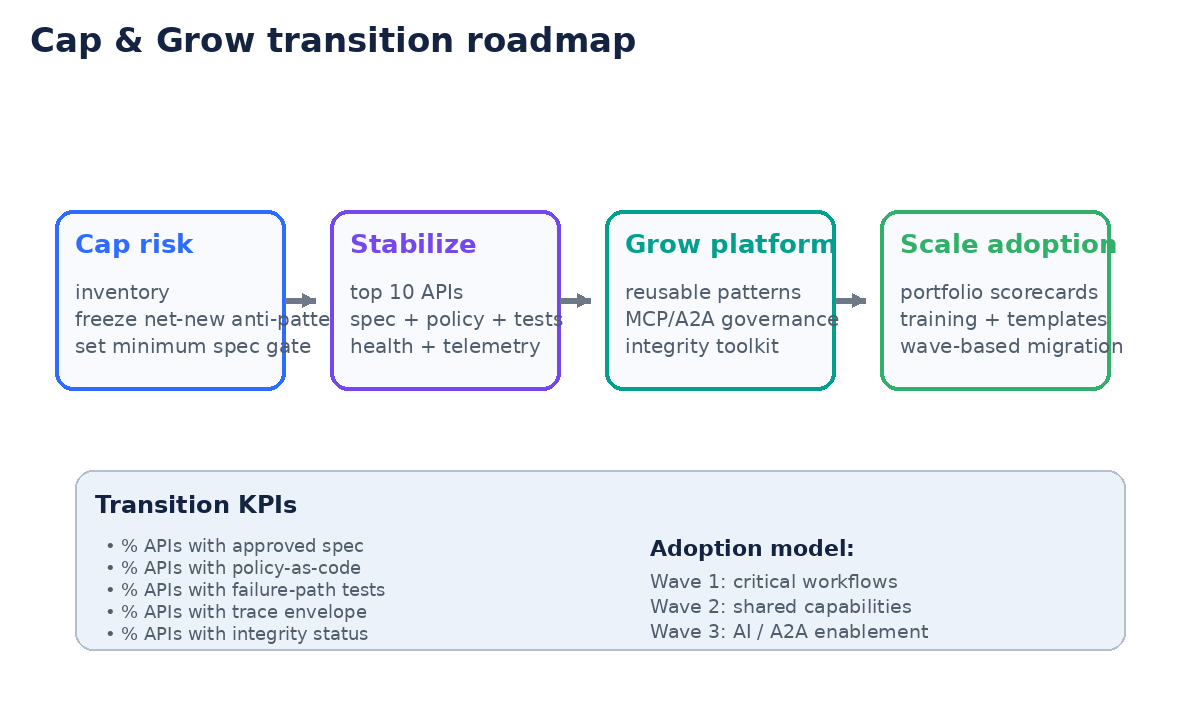 Cap & Grow transition roadmap
Cap risk
inventory
freeze net-new anti-patte
set minimum spec gate
Stabilize
top 10 APIs
spec + policy + tests
health + telemetry
Grow platform
reusable patterns
MCP/A2A governance
integrity toolkit
Scale adoption
portfolio scorecards
training + templates
wave-based migration
Transition KPIs
• % APIs with approved spec
• % APIs with policy-as-code
• % APIs with failure-path tests
• % APIs with trace envelope
• % APIs with integrity status
Adoption model:
Wave 1: critical workflows
Wave 2: shared capabilities
Wave 3: AI / A2A enablement